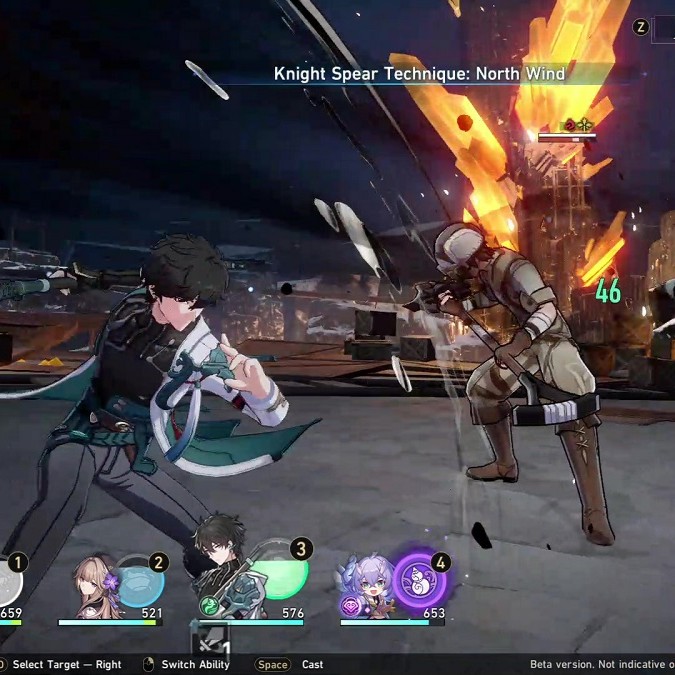 Z
Knight Spear Technique: North Wind
46
1
2
3
4
659
521
576
653
1
Select Target — Right
Switch Ability
Space
Cast
Beta version. Not indicative o